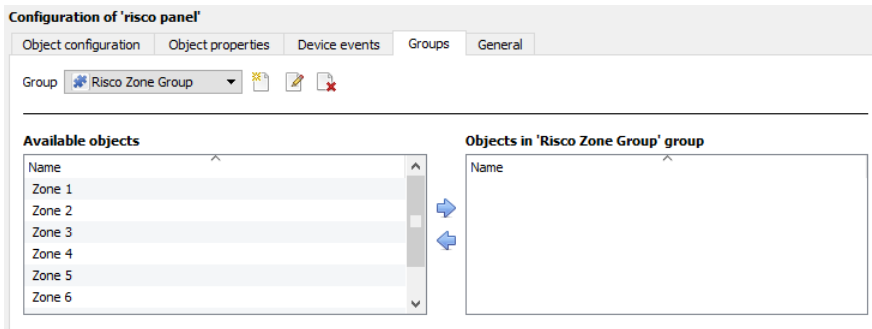 Configuration of 'risco panel'
Object configuration Object properties Device events Groups General
Group Risco Zone Group
Available objects
Name
Zone 1
Zone 2
Zone 3
Zone 4
Zone 5
Zone 6
Objects in 'Risco Zone Group' group
Name